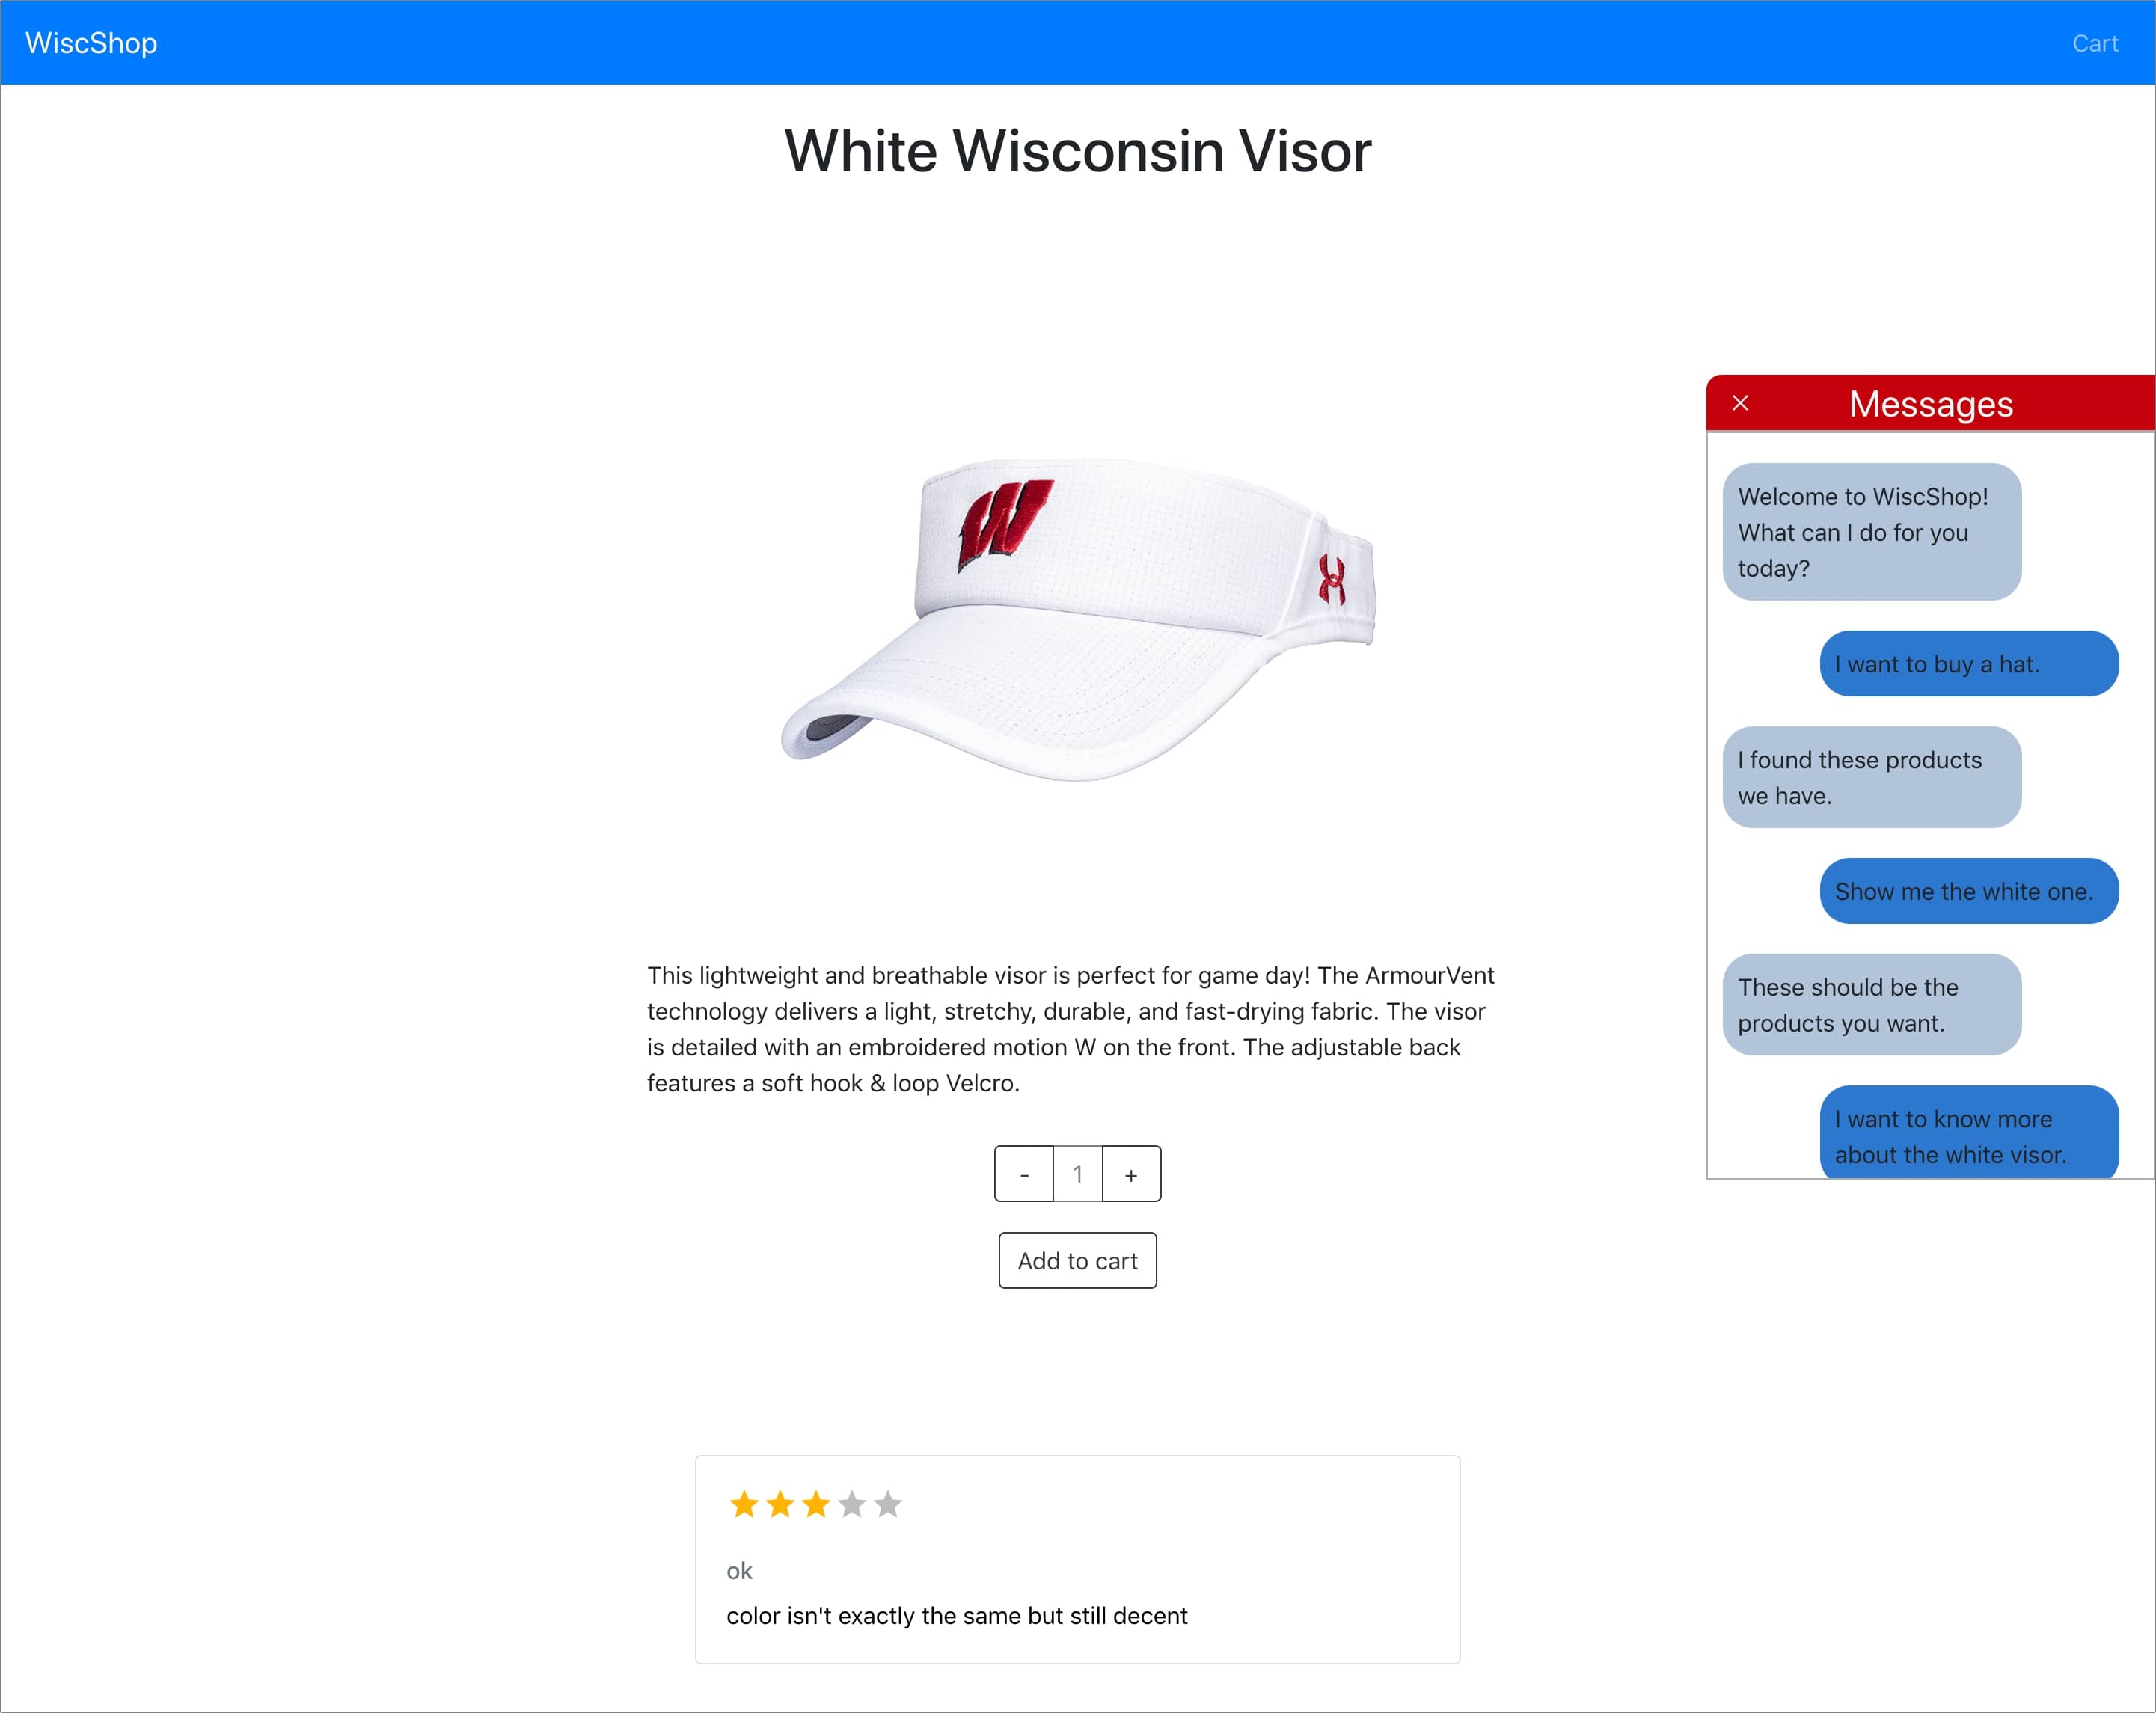 WiscShop
Cart
White Wisconsin Visor
W
This lightweight and breathable visor is perfect for game day! The ArmourVent
technology delivers a light, stretchy, durable, and fast-drying fabric. The visor
is detailed with an embroidered motion W on the front. The adjustable back
features a soft hook & loop Velcro.
- 1 +
Add to cart
ok
color isn't exactly the same but still decent
× Messages
Welcome to WiscShop!
What can I do for you
today?
I want to buy a hat.
I found these products
we have.
Show me the white one.
These should be the
products you want.
I want to know more
about the white visor.